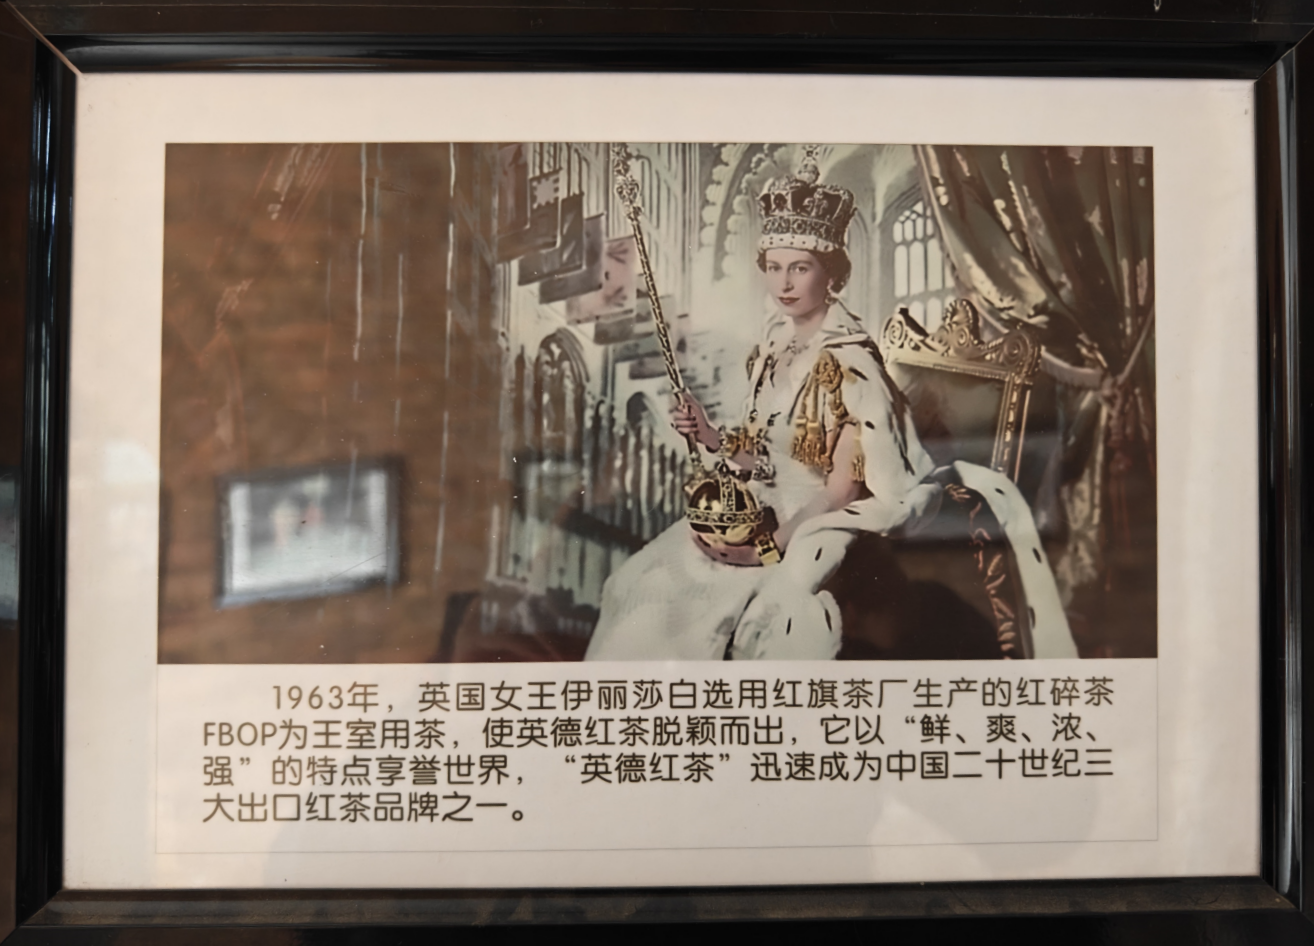 1963年，英国女王伊丽莎白选用红旗茶厂生产的红碎茶
FBOP为王室用茶，使英德红茶脱颖而出，它以“鲜、爽、浓、
强”的特点享誉世界，“英德红茶”迅速成为中国二十世纪三
大出口红茶品牌之一。